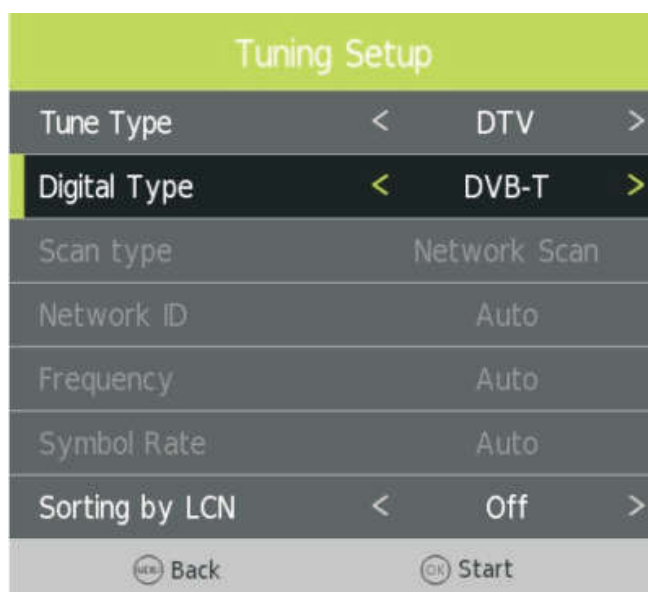 Tuning Setup
Tune Type < DTV >
Digital Type < DVB-T >
Scan type Network Scan
Network ID Auto
Frequency Auto
Symbol Rate Auto
Sorting by LCN < Off >
MENU Back OK Start